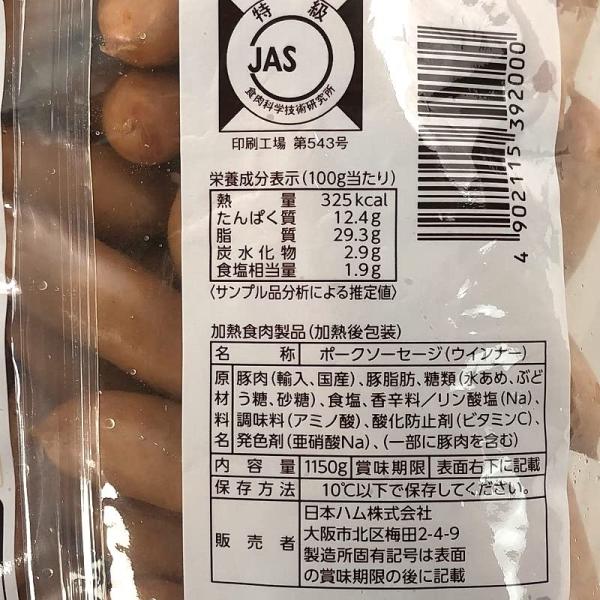 特級
JAS
食肉科学技術研究所
印刷工場 第543号
栄養成分表示(100g当たり)
熱量 325kcal
たんぱく質 12.4g
脂質 29.3g
炭水化物 2.9g
食塩相当量 1.9g
〈サンプル品分析による推定値〉
4902115392000
加熱食肉製品(加熱後包装)
名称 ポークソーセージ(ウインナー)
原材料名 豚肉(輸入、国産)、豚脂肪、糖類(水あめ、ぶど
う糖、砂糖)、食塩、香辛料/リン酸塩(Na)、
調味料(アミノ酸)、酸化防止剤(ビタミンC)、
発色剤(亜硝酸Na)、(一部に豚肉を含む)
内容量 1150g 賞味期限 表面右下に記載
保存方法 10℃以下で保存してください。
販売者 日本ハム株式会社
大阪市北区梅田2-4-9
製造所固有記号は表面
の賞味期限の後に記載